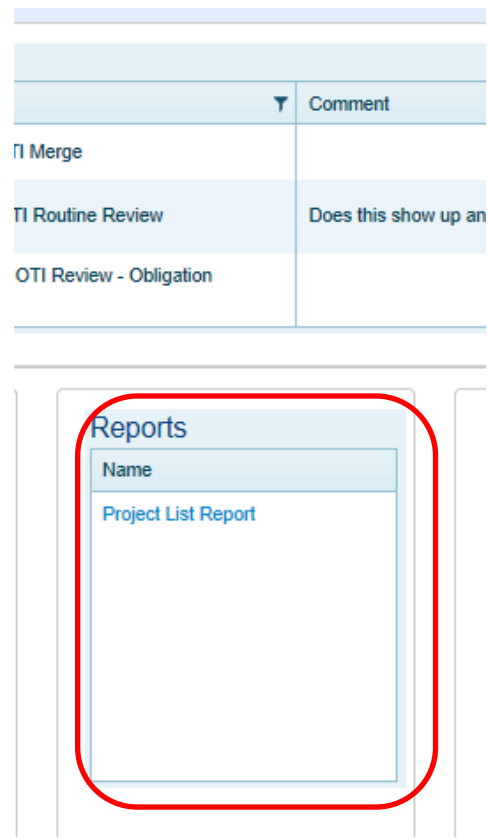 Comment
TI Merge
TI Routine Review Does this show up an
OTI Review - Obligation
Reports
Name
Project List Report